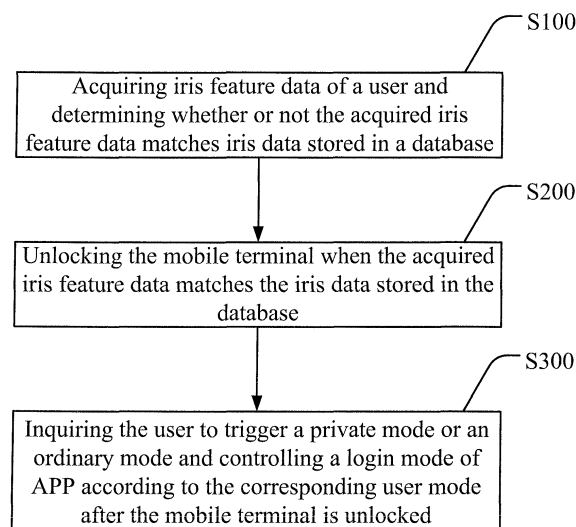 S100
Acquiring iris feature data of a user and
determining whether or not the acquired iris
feature data matches iris data stored in a database
S200
Unlocking the mobile terminal when the acquired
iris feature data matches the iris data stored in the
database
S300
Inquiring the user to trigger a private mode or an
ordinary mode and controlling a login mode of
APP according to the corresponding user mode
after the mobile terminal is unlocked